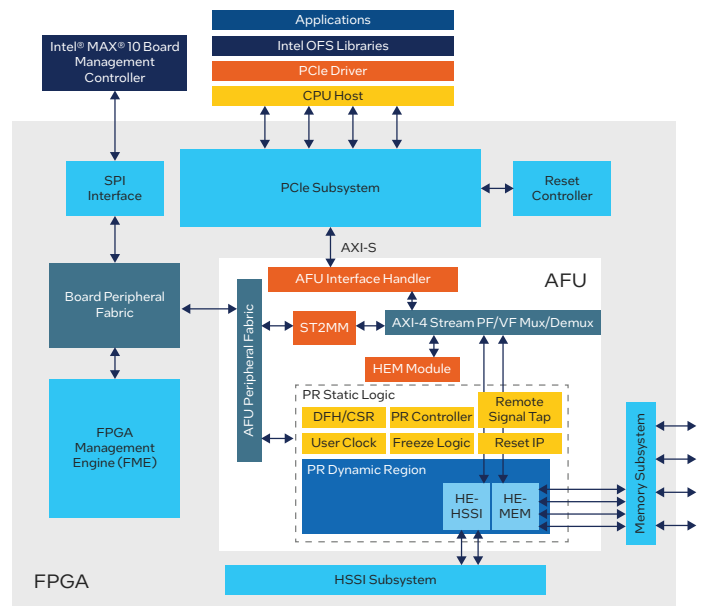 Applications
Intel® MAX® 10 Board
Management
Controller
Intel OFS Libraries
PCIe Driver
CPU Host
SPI
Interface
PCIe Subsystem
Reset
Controller
AXI-S
AFU Interface Handler
AFU
Board Peripheral
Fabric
AFU Peripheral Fabric
ST2MM
AXI-4 Stream PF/VF Mux/Demux
HEM Module
PR Static Logic
DFH/CSR
PR Controller
Remote
Signal Tap
User Clock
Freeze Logic
Reset IP
FPGA
Management
Engine (FME)
PR Dynamic Region
HE-
HSSI
HE-
MEM
Memory Subsystem
HSSI Subsystem
FPGA